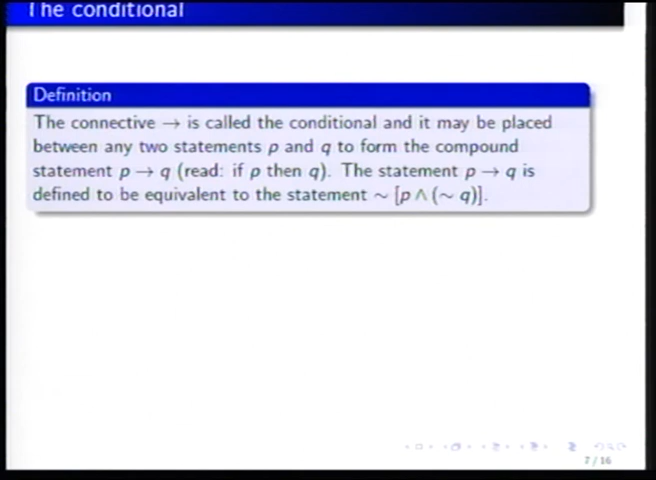 The conditional
Definition
The connective → is called the conditional and it may be placed
between any two statements p and q to form the compound
statement p → q (read: if p then q). The statement p → q is
defined to be equivalent to the statement ∼ [p ∧ (∼ q)].
7 / 16